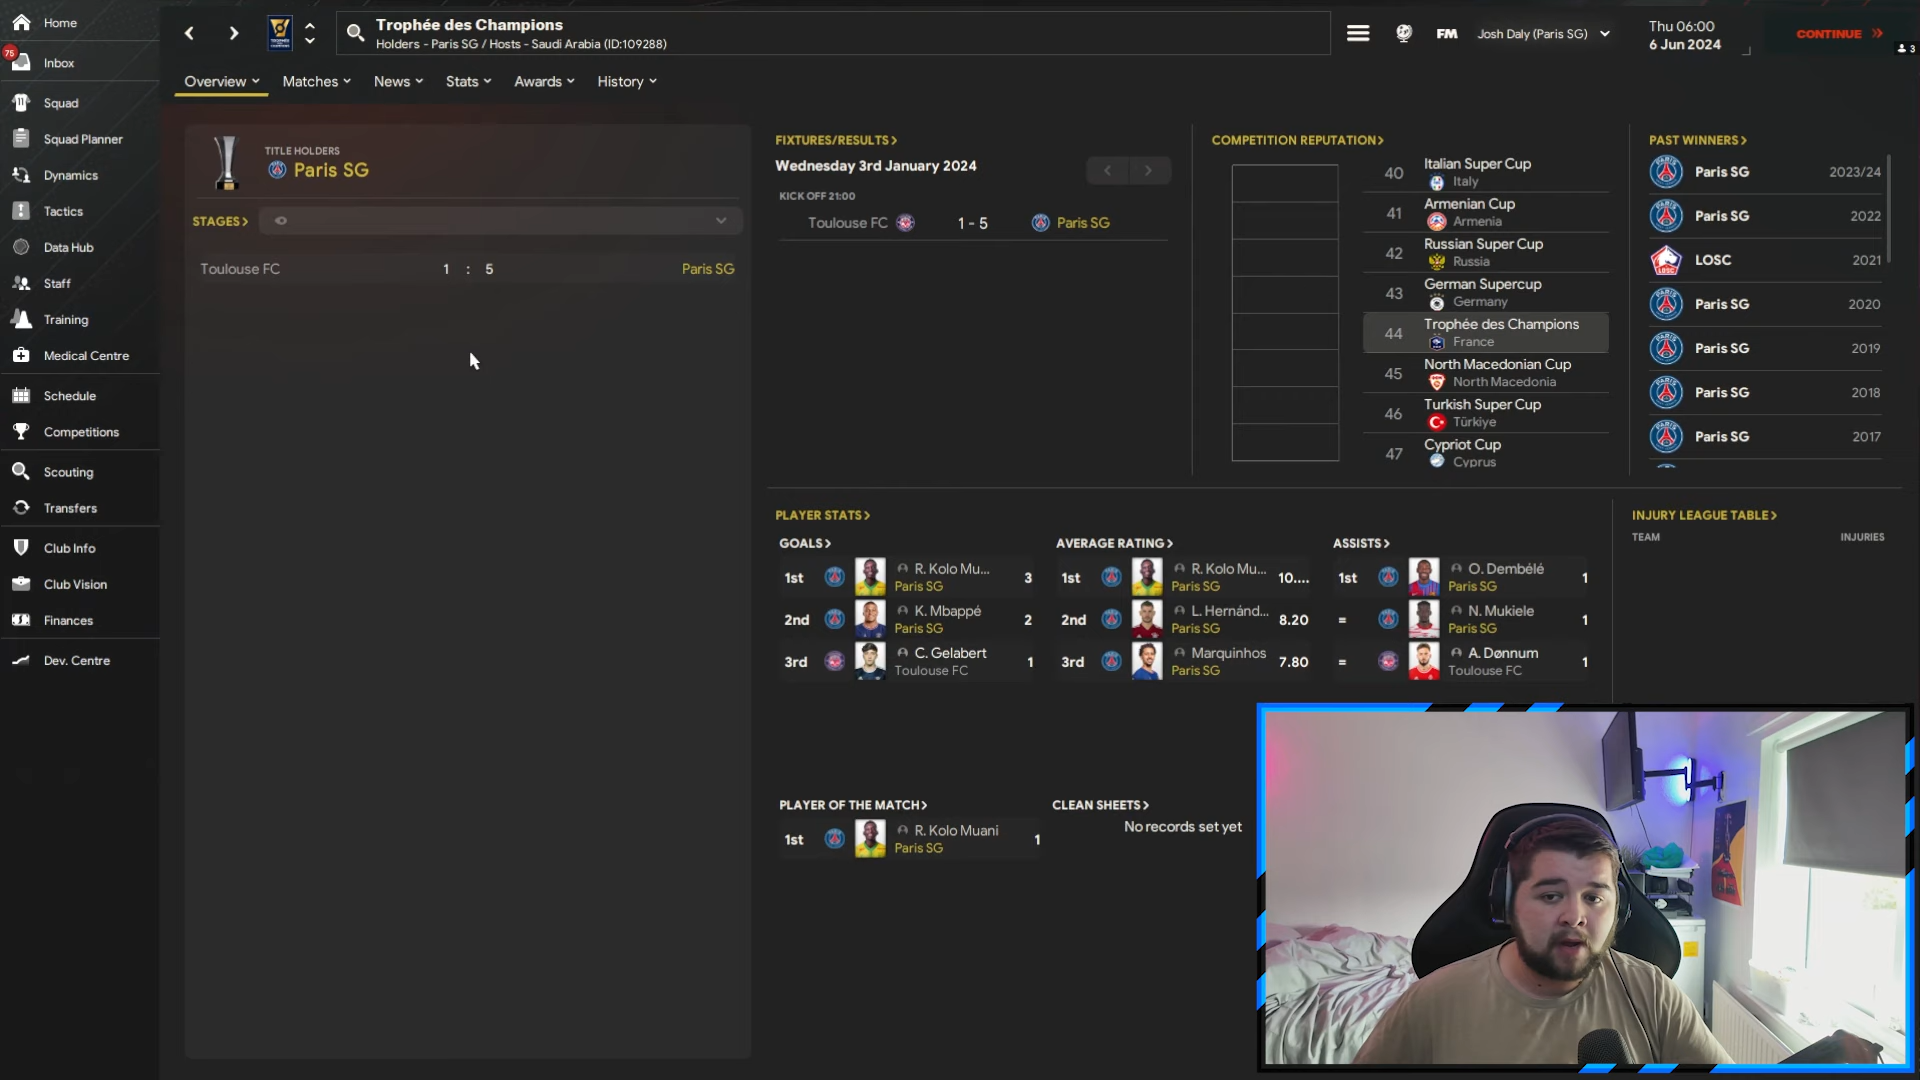 Home
75
Inbox
Squad
Squad Planner
Dynamics
Tactics
Data Hub
Staff
Training
Medical Centre
Schedule
Competitions
Scouting
Transfers
Club Info
Club Vision
Finances
Dev. Centre
Trophée des Champions
Holders - Paris SG / Hosts - Saudi Arabia (ID:109288)
FM
Josh Daly (Paris SG)
Thu 06:00
6 Jun 2024
CONTINUE
3
Overview
Matches
News
Stats
Awards
History
TITLE HOLDERS
Paris SG
STAGES>
Toulouse FC 1 : 5 Paris SG
FIXTURES/RESULTS>
Wednesday 3rd January 2024
KICK OFF 21:00
Toulouse FC 1 - 5 Paris SG
COMPETITION REPUTATION>
40 Italian Super Cup
Italy
41 Armenian Cup
Armenia
42 Russian Super Cup
Russia
43 German Supercup
Germany
44 Trophée des Champions
France
45 North Macedonian Cup
North Macedonia
46 Turkish Super Cup
Türkiye
47 Cypriot Cup
Cyprus
PAST WINNERS>
Paris SG 2023/24
Paris SG 2022
LOSC 2021
Paris SG 2020
Paris SG 2019
Paris SG 2018
Paris SG 2017
PLAYER STATS>
GOALS>
1st R. Kolo Mu... 3
Paris SG
2nd K. Mbappé 2
Paris SG
3rd C. Gelabert 1
Toulouse FC
AVERAGE RATING>
1st R. Kolo Mu... 10....
Paris SG
2nd L. Hernánd... 8.20
Paris SG
3rd Marquinhos 7.80
Paris SG
ASSISTS>
1st O. Dembélé 1
Paris SG
= N. Mukiele 1
Paris SG
= A. Dønnum 1
Toulouse FC
INJURY LEAGUE TABLE>
TEAM INJURIES
PLAYER OF THE MATCH>
1st R. Kolo Muani 1
Paris SG
CLEAN SHEETS>
No records set yet